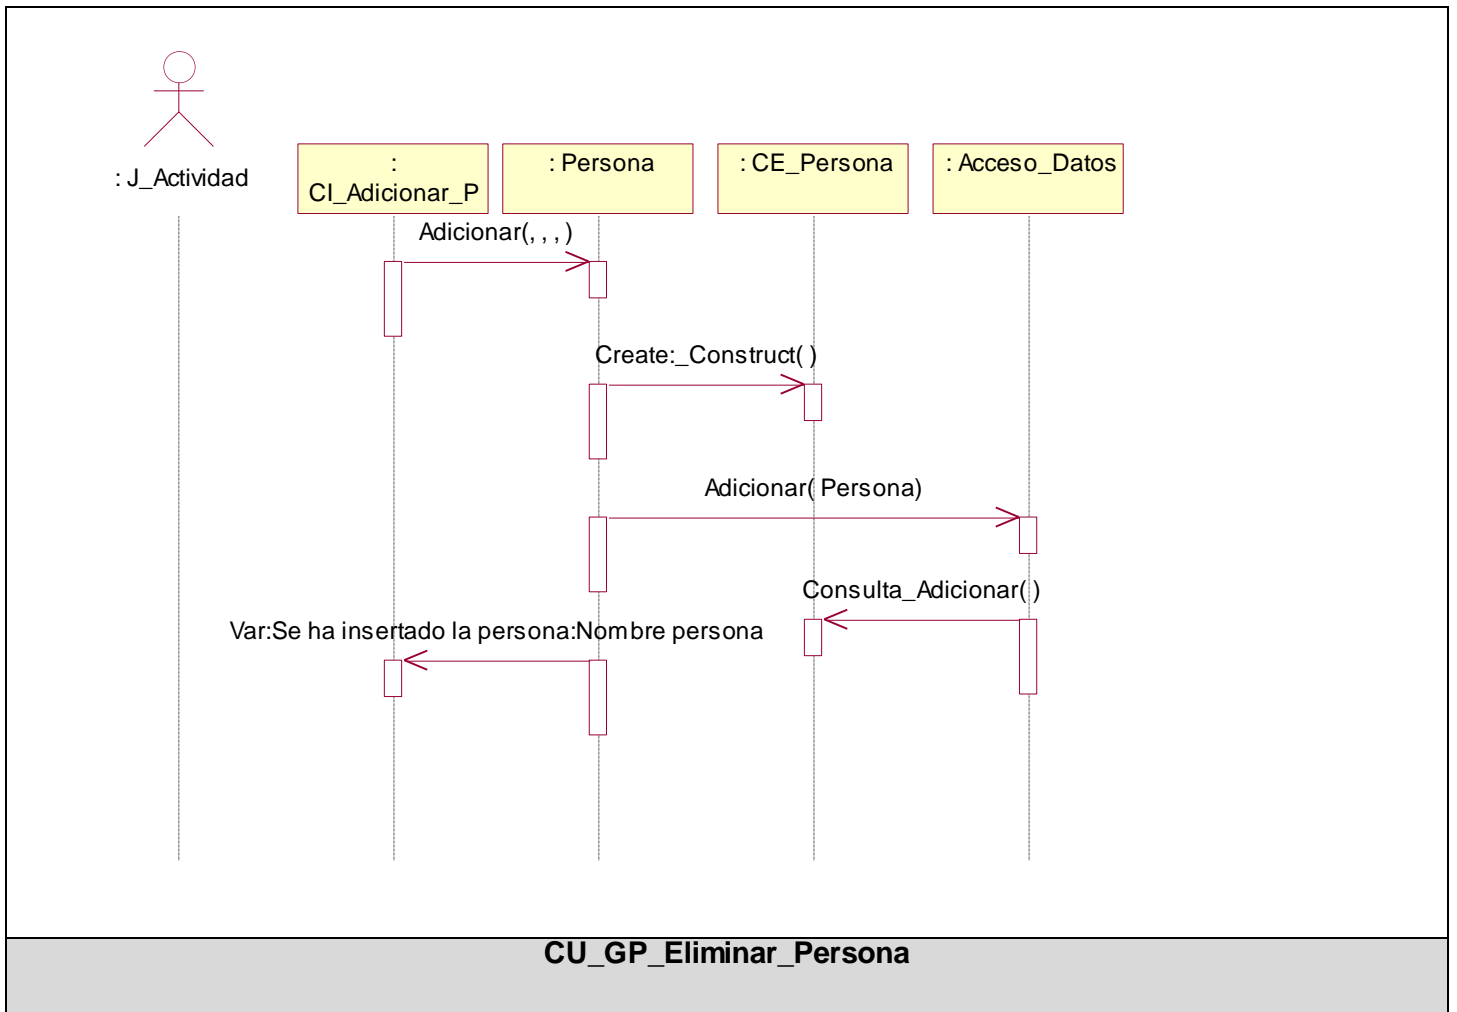 : J_Actividad
:
CI_Adicionar_P
: Persona
: CE_Persona
: Acceso_Datos
Adicionar(, , , )
Create:_Construct( )
Adicionar( Persona)
Consulta_Adicionar( )
Var:Se ha insertado la persona:Nombre persona
CU_GP_Eliminar_Persona